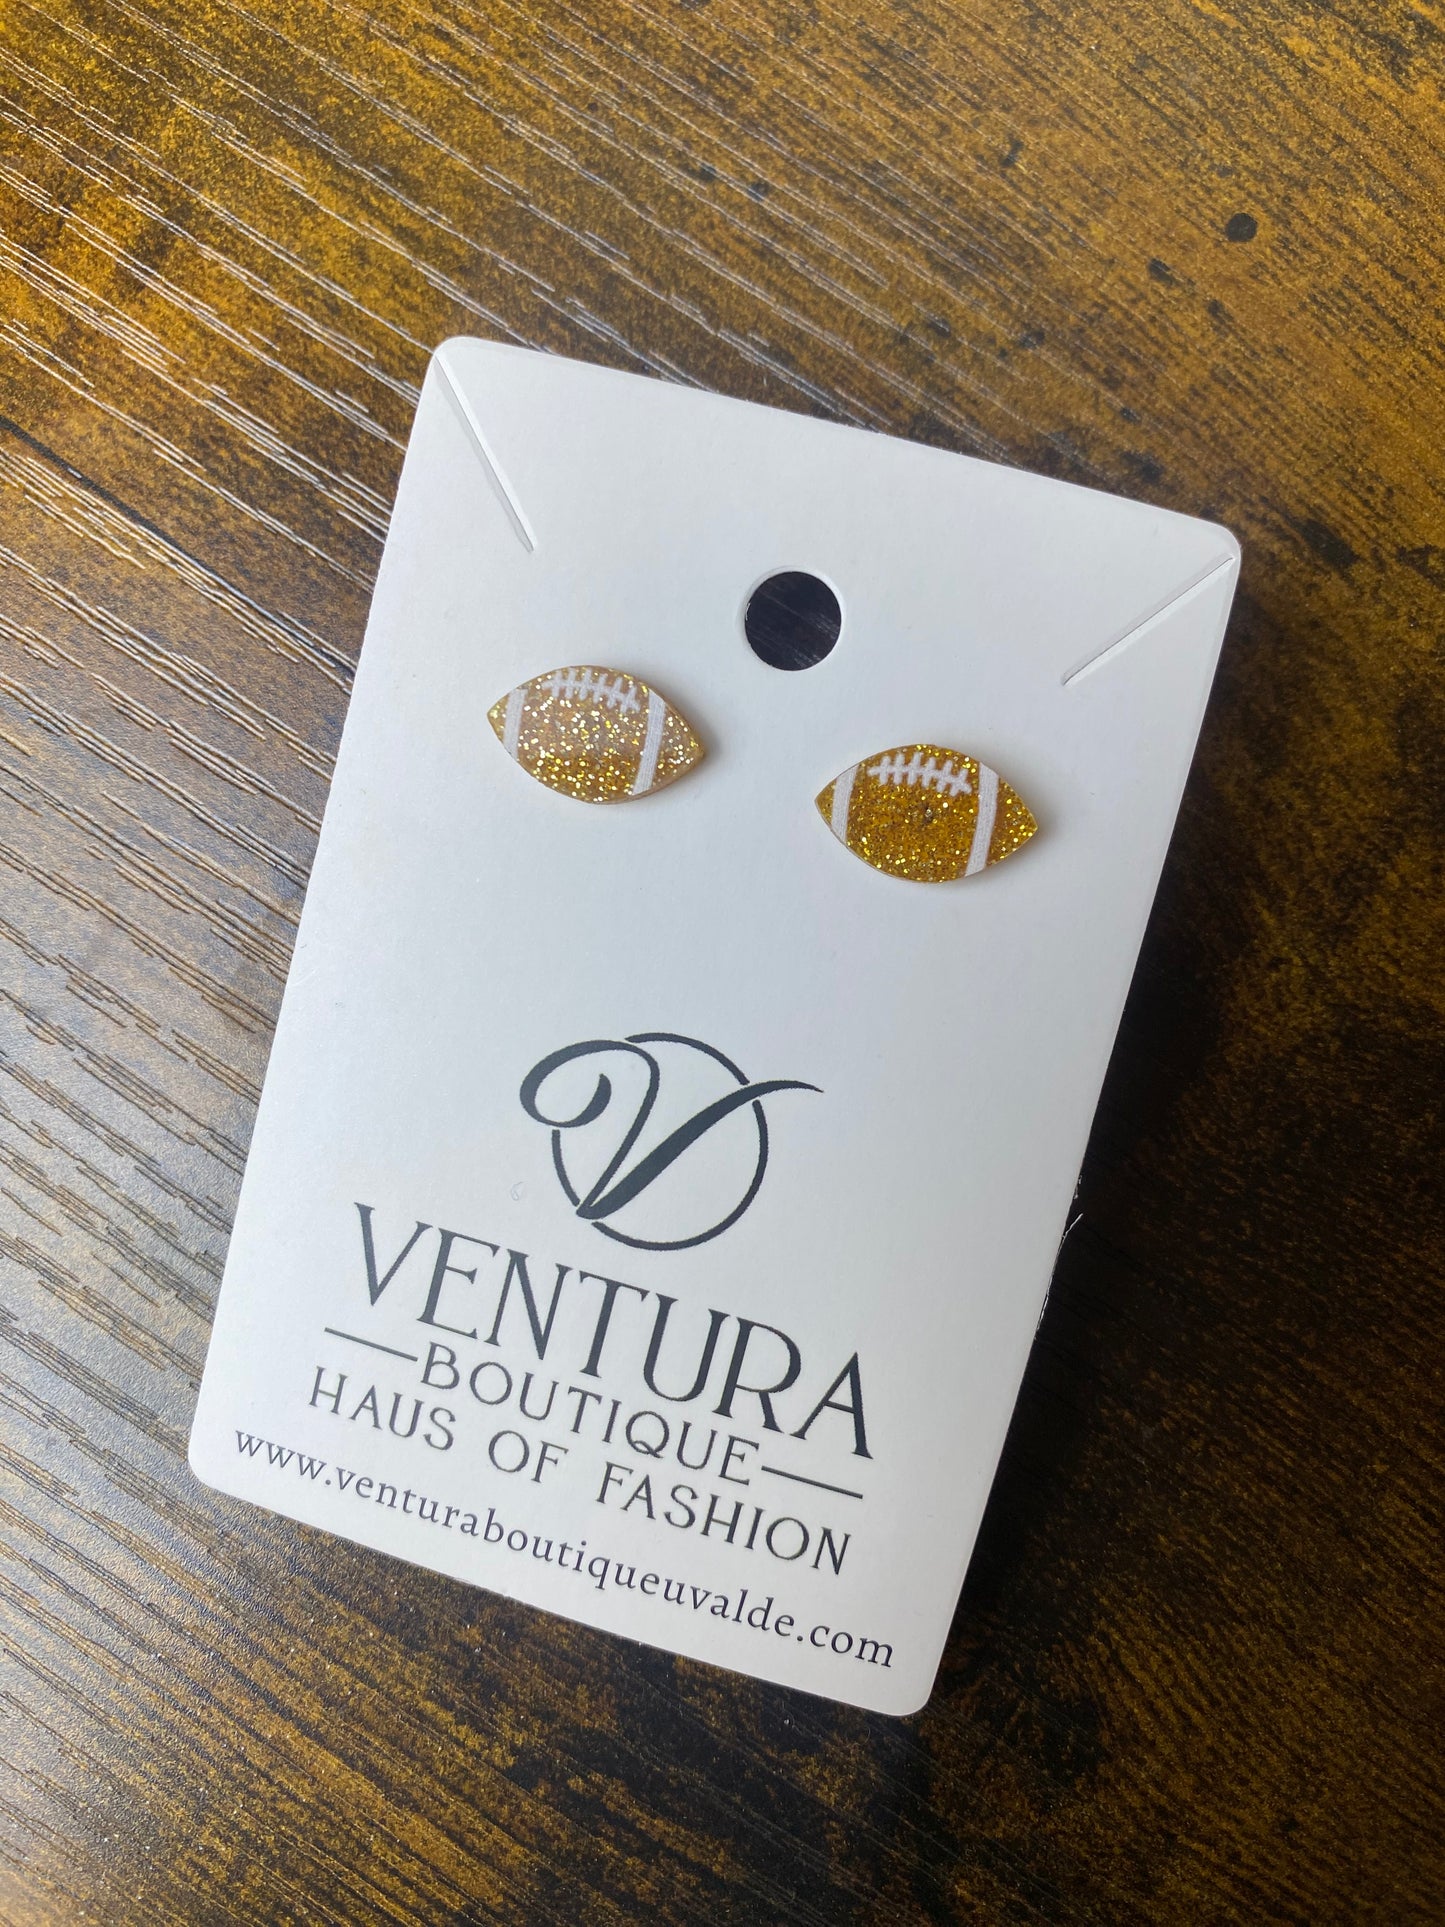 V
VENTURA
BOUTIQUE
HAUS OF FASHION
www.venturaboutiqueuvalde.com